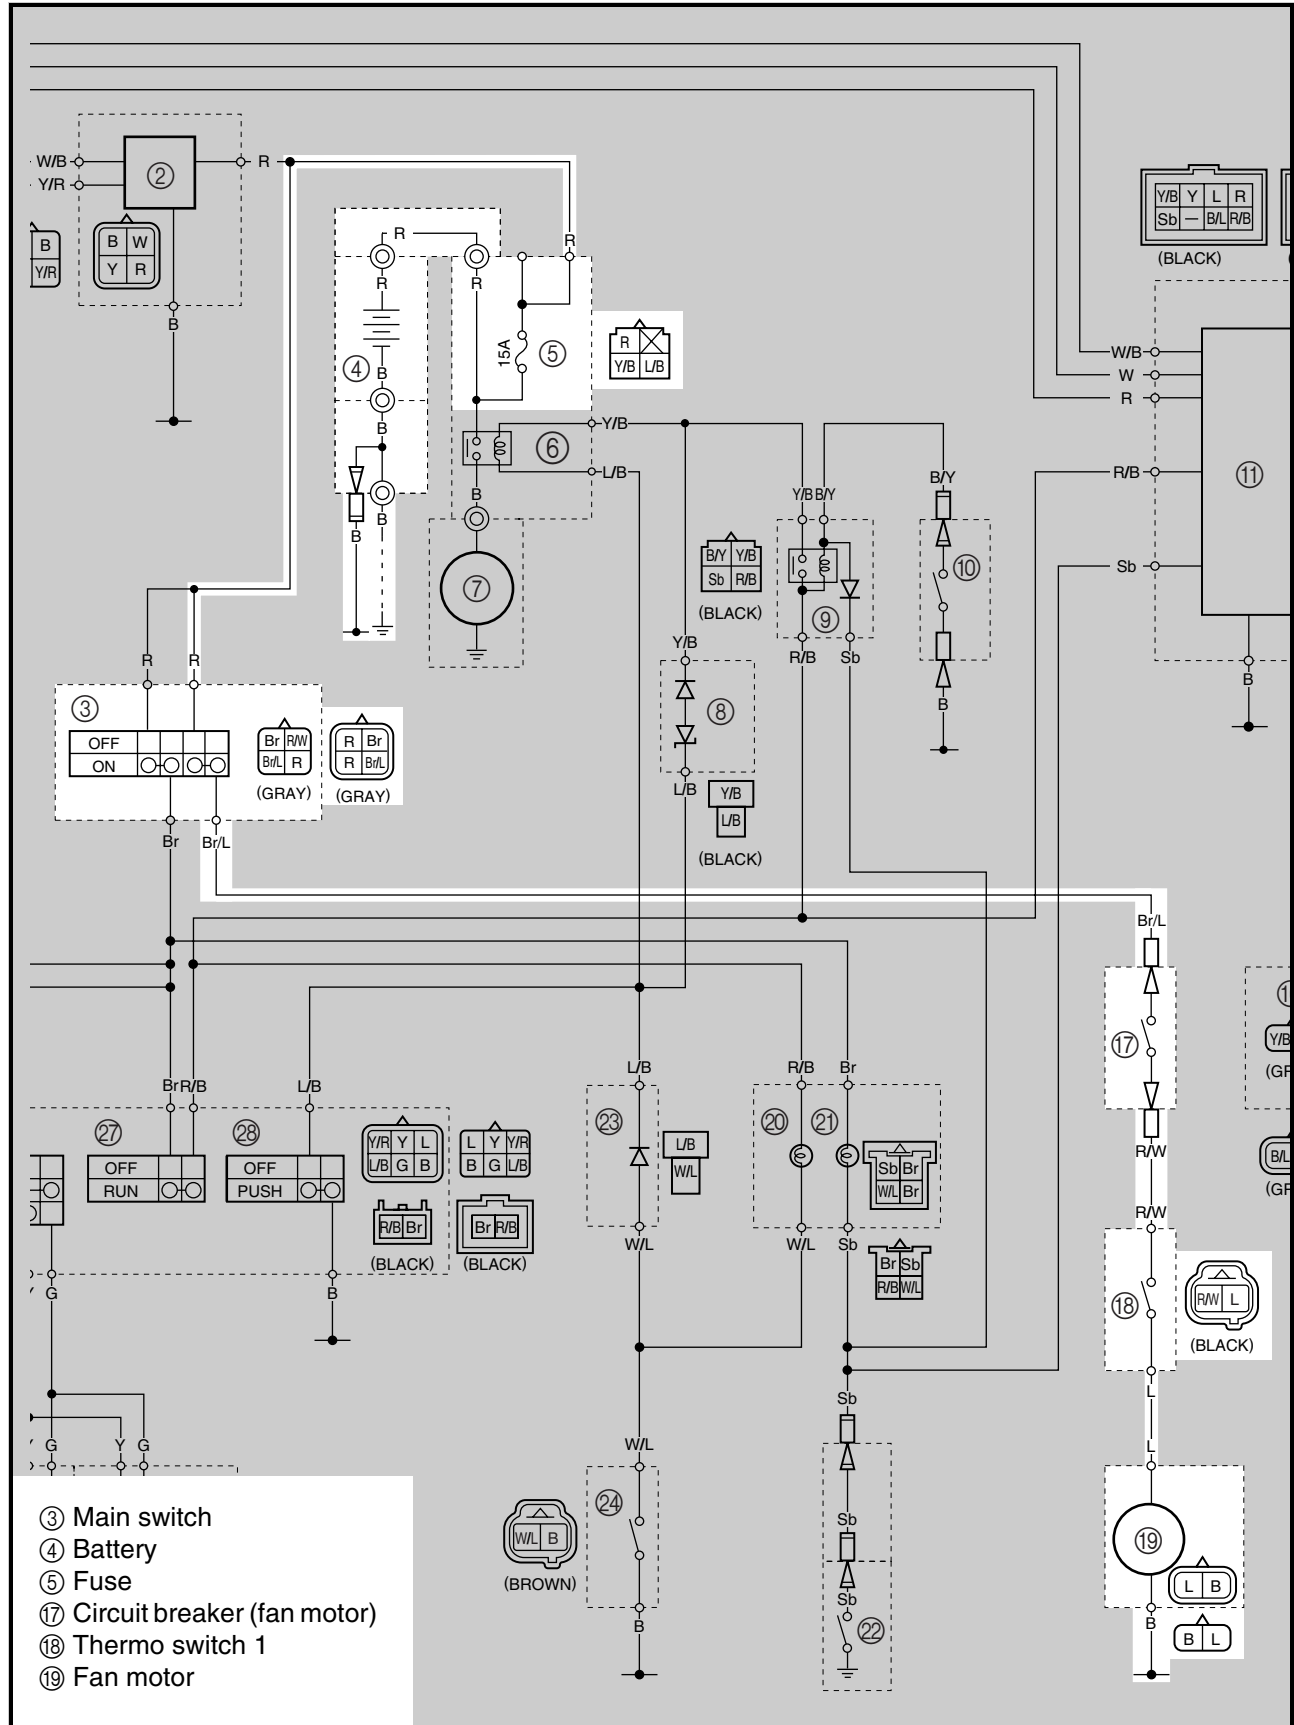 W/B
Y/R
②
R
B
Y/R
B W
Y R
B
R
R
R
R
15A
⑤
④
B
B
B
B
R
Y/B L/B
Y/B
⑥
L/B
B
⑦
Y/B L R
Y/B Y L R
Sb — B/L R/B
(BLACK)
W/B
W
R
R/B
⑪
Sb
B
B/Y
Y/B B/Y
B/Y Y/B
Sb R/B
(BLACK)
⑨
⑩
R/B
Sb
B
Y/B
⑧
L/B
Y/B
L/B
(BLACK)
R
R
③
OFF
ON
Br R/W
Br/L R
(GRAY)
R Br
R Br/L
(GRAY)
Br
Br/L
Br/L
⑰
R/W
R/W
Y/B
Br R/B
L/B
㉗
㉘
OFF
RUN
OFF
PUSH
Y/R Y L
L/B G B
L Y Y/R
B G L/B
R/B Br
(BLACK)
Br R/B
(BLACK)
L/B
㉓
L/B
W/L
W/L
R/B
Br
⑳
㉑
Sb Br
W/L Br
W/L
Sb
Br Sb
R/B W/L
B/L
⑱
R/W L
(BLACK)
G
B
L
L
G
Y
G
Sb
W/L
㉔
W/L B
(BROWN)
B
Sb
Sb
㉒
⑲
L B
B
B L
③ Main switch
④ Battery
⑤ Fuse
⑰ Circuit breaker (fan motor)
⑱ Thermo switch 1
⑲ Fan motor